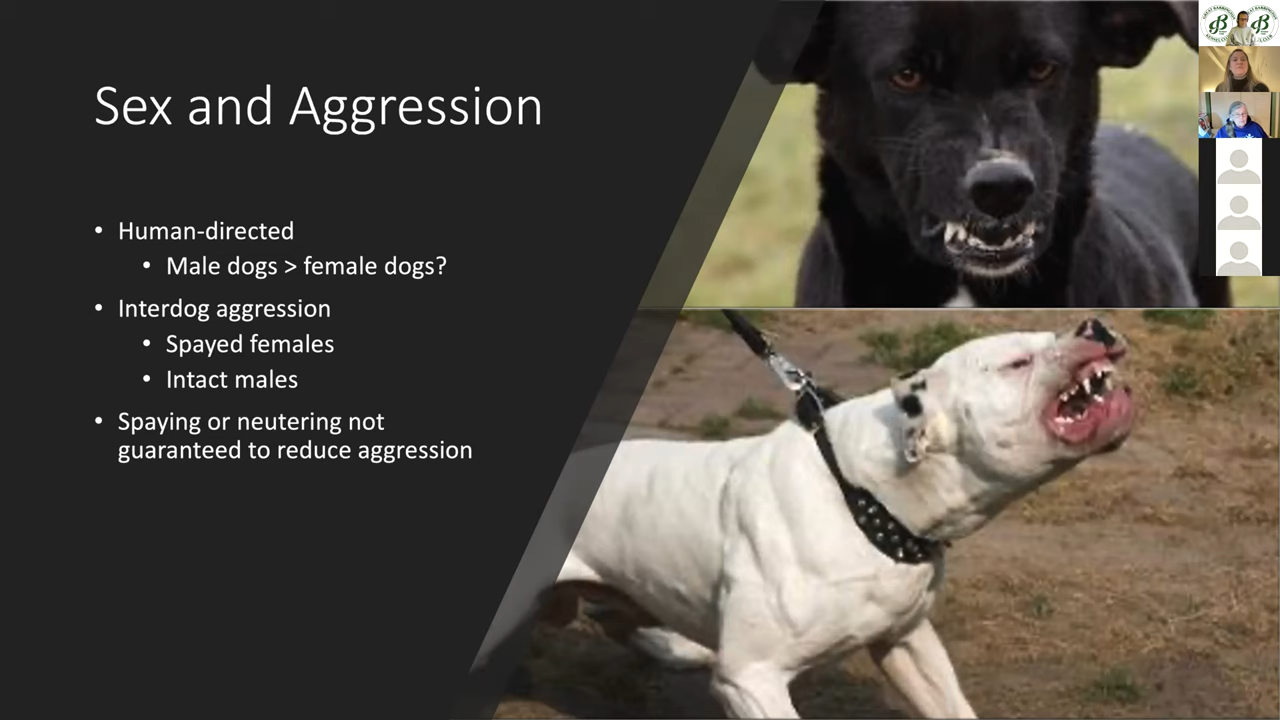 Sex and Aggression
• Human-directed
• Male dogs > female dogs?
• Interdog aggression
• Spayed females
• Intact males
• Spaying or neutering not
guaranteed to reduce aggression